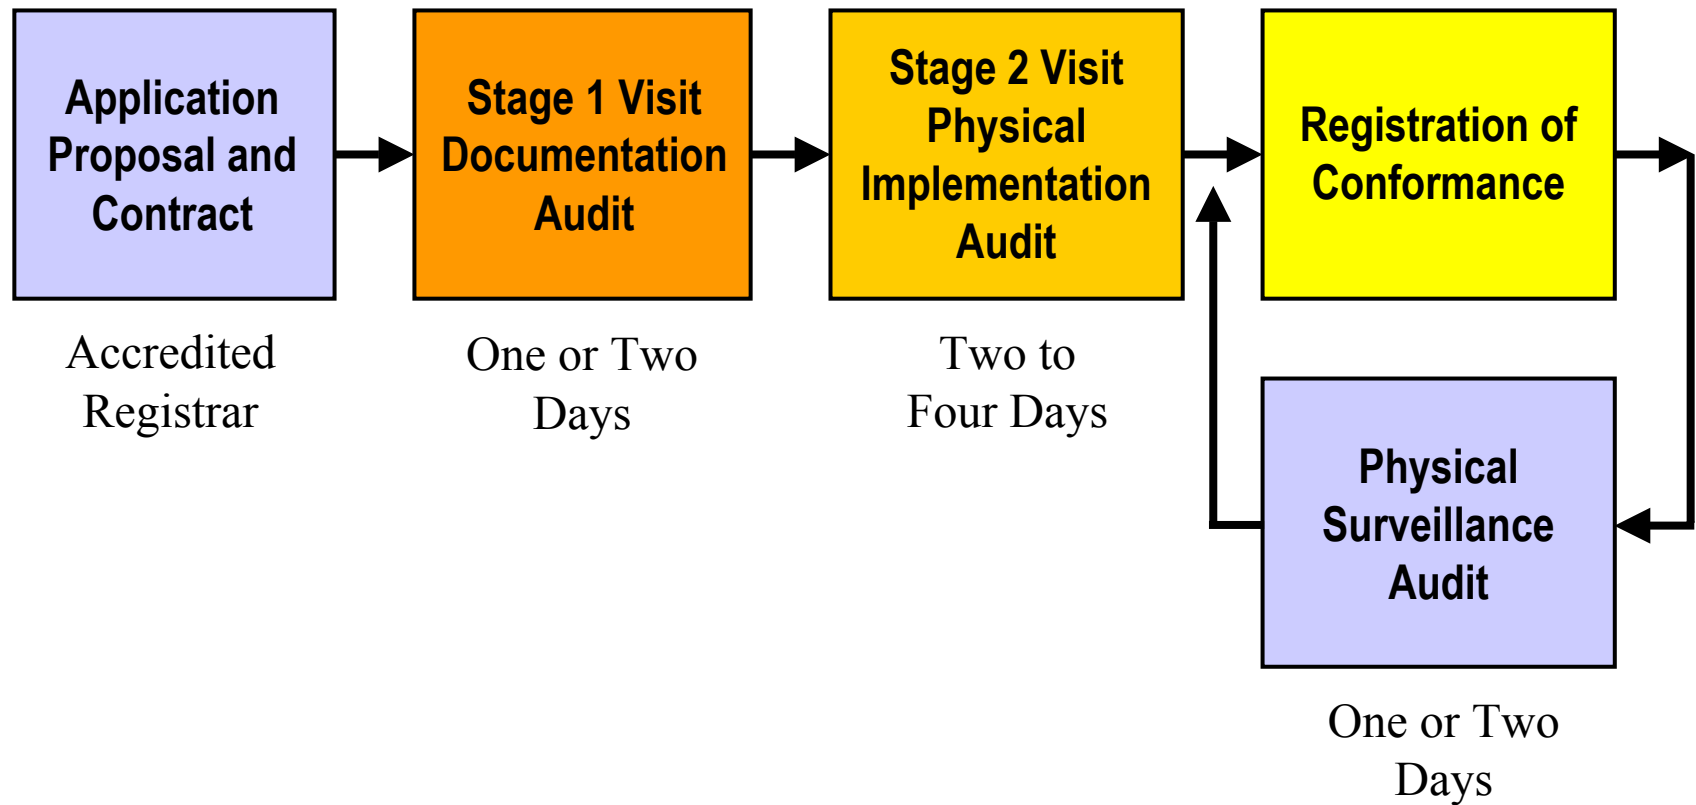 Application
Proposal and
Contract
Accredited
Registrar
Stage 1 Visit
Documentation
Audit
One or Two
Days
Stage 2 Visit
Physical
Implementation
Audit
Two to
Four Days
Registration of
Conformance
Physical
Surveillance
Audit
One or Two
Days